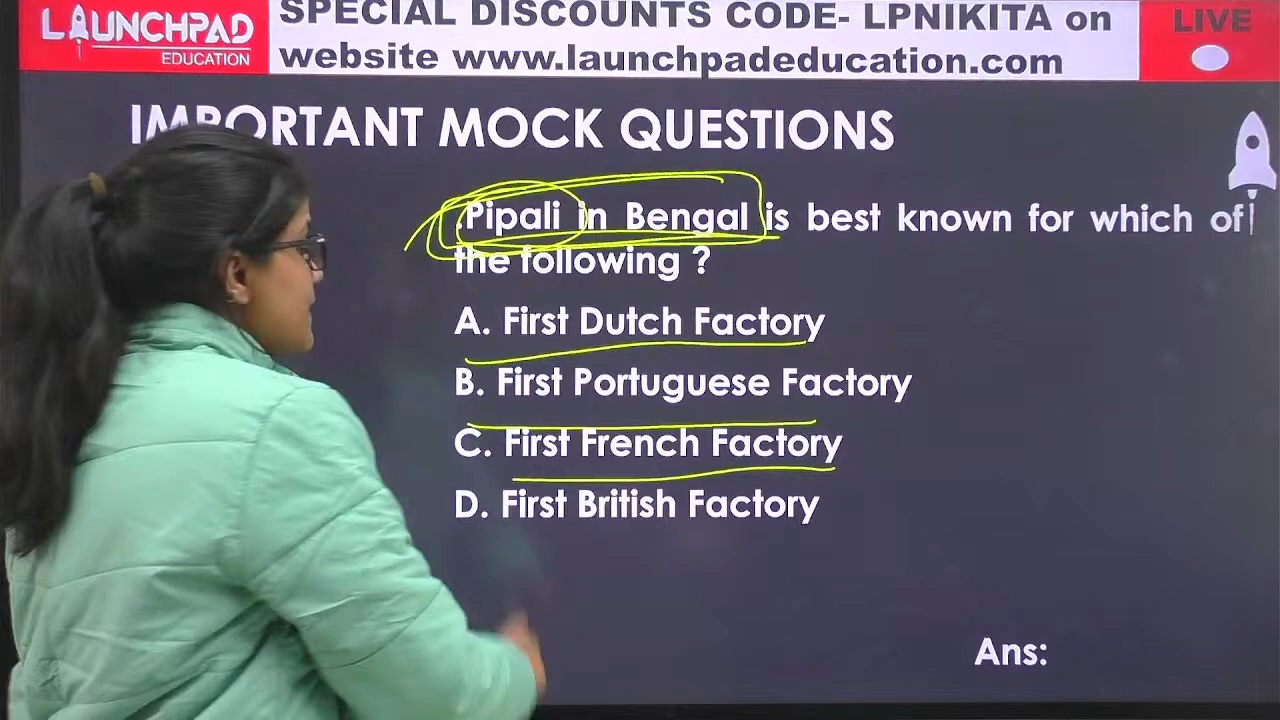 LAUNCHPAD
EDUCATION
SPECIAL DISCOUNTS CODE- LPNIKITA on
website www.launchpadeducation.com
LIVE
IMPORTANT MOCK QUESTIONS
.Pipali in Bengal is best known for which of
the following ?
A. First Dutch Factory
B. First Portuguese Factory
C. First French Factory
D. First British Factory
Ans: